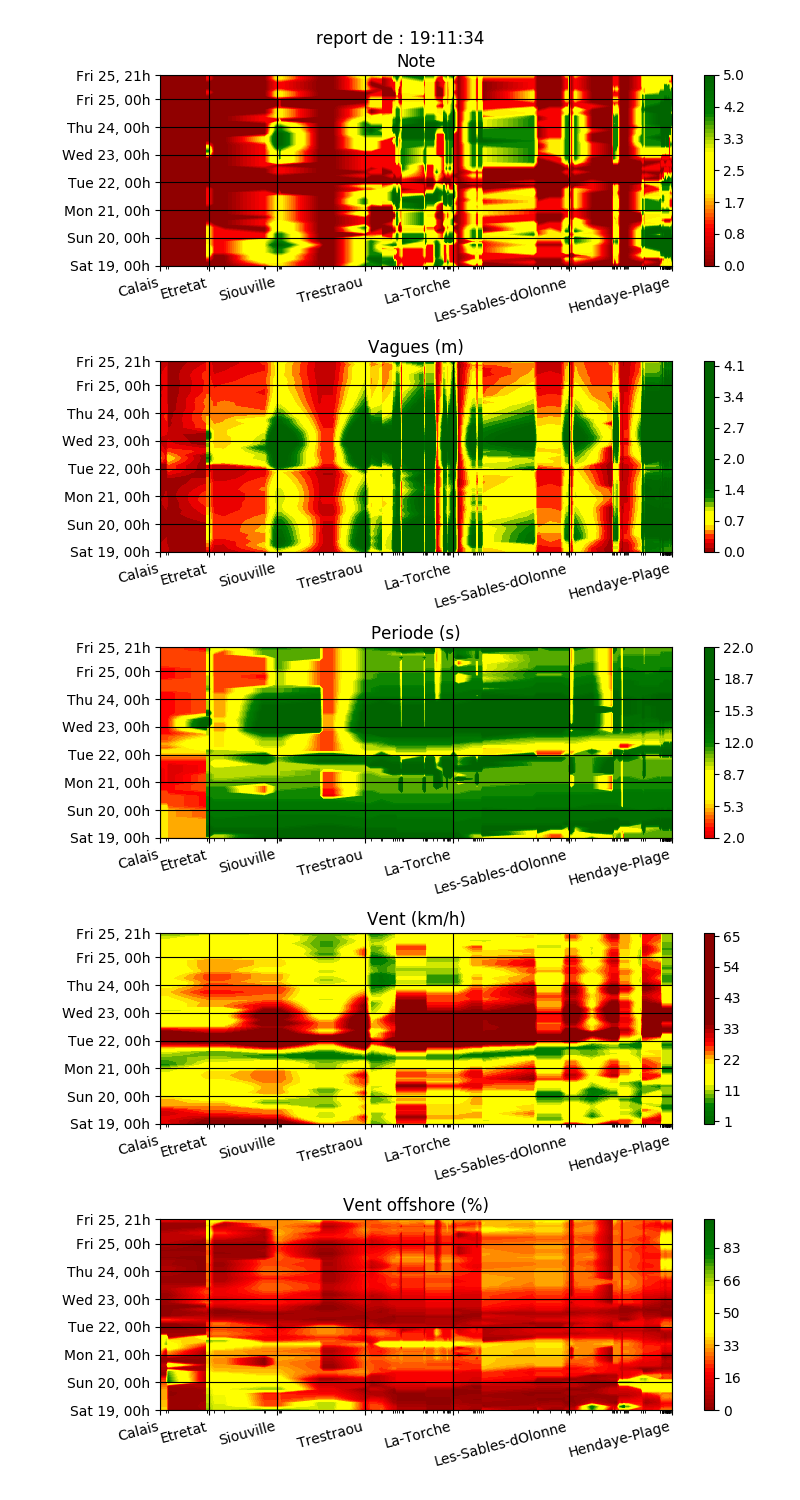 report de : 19:11:34
Note
Fri 25, 21h
Fri 25, 00h
Thu 24, 00h
Wed 23, 00h
Tue 22, 00h
Mon 21, 00h
Sun 20, 00h
Sat 19, 00h
Calais
Etretat
Siouville
Trestraou
La-Torche
Les-Sables-dOlonne
Hendaye-Plage
5.0
4.2
3.3
2.5
1.7
0.8
0.0
Vagues (m)
Fri 25, 21h
Fri 25, 00h
Thu 24, 00h
Wed 23, 00h
Tue 22, 00h
Mon 21, 00h
Sun 20, 00h
Sat 19, 00h
Calais
Etretat
Siouville
Trestraou
La-Torche
Les-Sables-dOlonne
Hendaye-Plage
4.1
3.4
2.7
2.0
1.4
0.7
0.0
Periode (s)
Fri 25, 21h
Fri 25, 00h
Thu 24, 00h
Wed 23, 00h
Tue 22, 00h
Mon 21, 00h
Sun 20, 00h
Sat 19, 00h
Calais
Etretat
Siouville
Trestraou
La-Torche
Les-Sables-dOlonne
Hendaye-Plage
22.0
18.7
15.3
12.0
8.7
5.3
2.0
Vent (km/h)
Fri 25, 21h
Fri 25, 00h
Thu 24, 00h
Wed 23, 00h
Tue 22, 00h
Mon 21, 00h
Sun 20, 00h
Sat 19, 00h
Calais
Etretat
Siouville
Trestraou
La-Torche
Les-Sables-dOlonne
Hendaye-Plage
65
54
43
33
22
11
1
Vent offshore (%)
Fri 25, 21h
Fri 25, 00h
Thu 24, 00h
Wed 23, 00h
Tue 22, 00h
Mon 21, 00h
Sun 20, 00h
Sat 19, 00h
Calais
Etretat
Siouville
Trestraou
La-Torche
Les-Sables-dOlonne
Hendaye-Plage
83
66
50
33
16
0